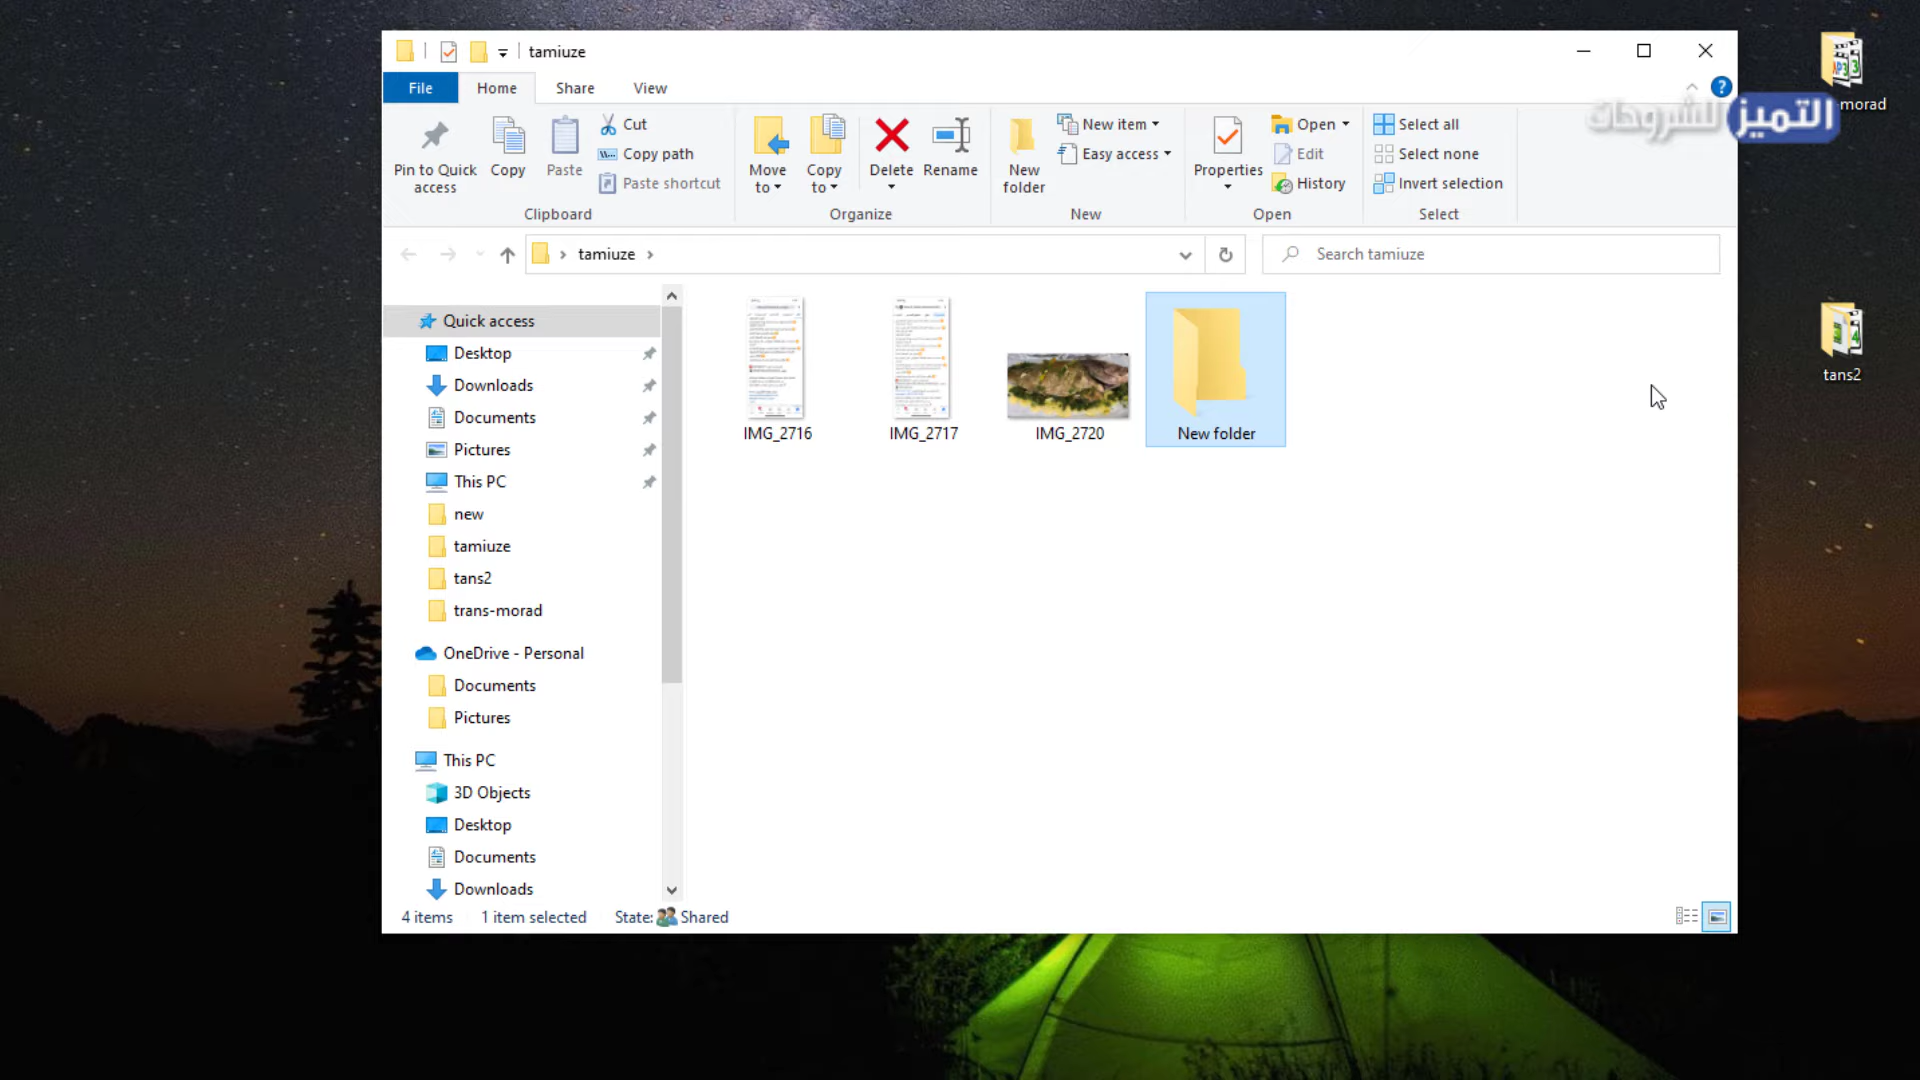 tamiuze
File
Home
Share
View
morad
التميز للشروحات
Pin to Quick access
Copy
Paste
Cut
Copy path
Paste shortcut
Clipboard
Move to
Copy to
Delete
Rename
Organize
New folder
New item
Easy access
New
Properties
Open
Edit
History
Open
Select all
Select none
Invert selection
Select
tamiuze
Search tamiuze
Quick access
Desktop
Downloads
Documents
Pictures
This PC
new
tamiuze
tans2
trans-morad
OneDrive - Personal
Documents
Pictures
This PC
3D Objects
Desktop
Documents
Downloads
IMG_2716
IMG_2717
IMG_2720
New folder
tans2
4 items
1 item selected
State: Shared